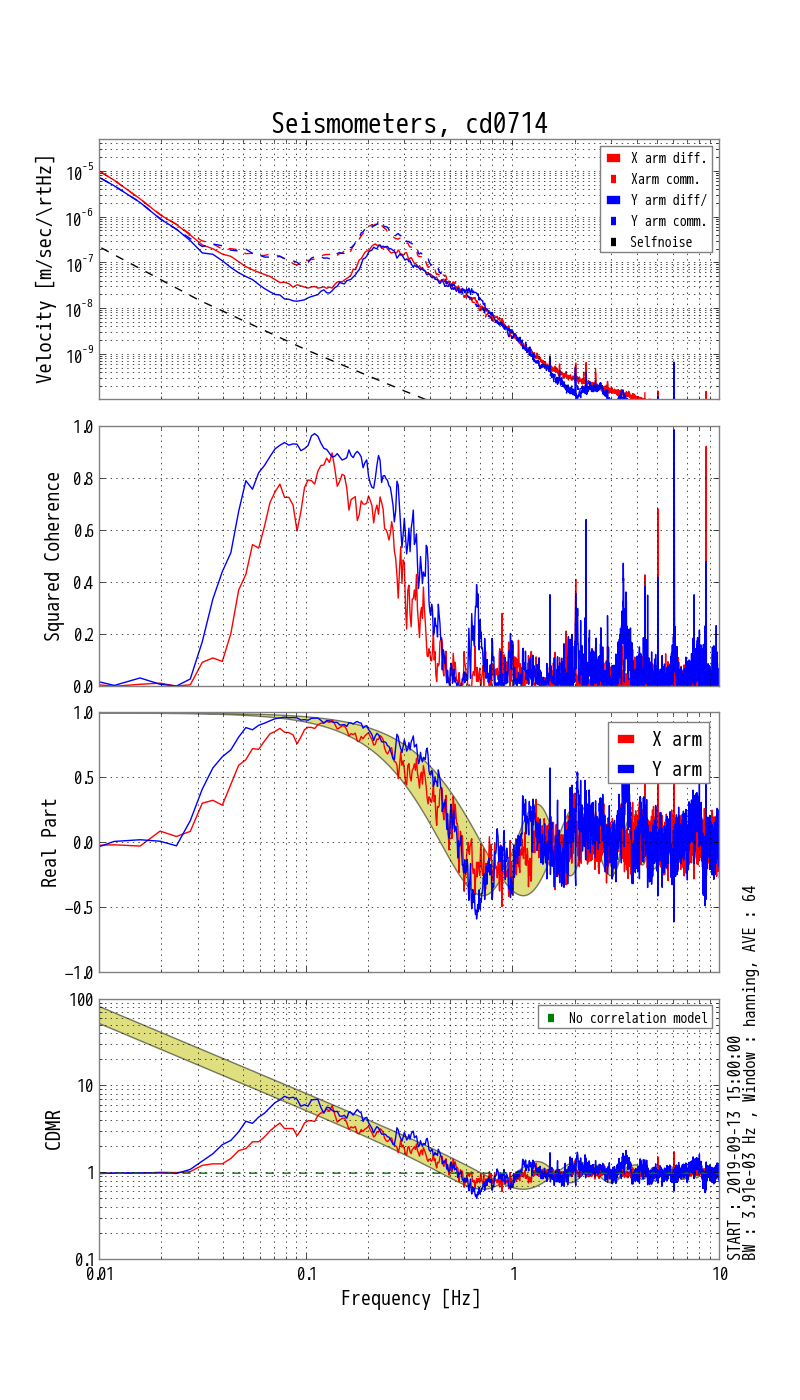 Seismometers, cd0714
Velocity [m/sec/\rtHz]
10-5
10-6
10-7
10-8
10-9
X arm diff.
Xarm comm.
Y arm diff/
Y arm comm.
Selfnoise
Squared Coherence
1.0
0.8
0.6
0.4
0.2
0.0
Real Part
1.0
0.5
0.0
−0.5
−1.0
X arm
Y arm
CDMR
100
10
1
0.1
No correlation model
0.01 0.1 1 10
Frequency [Hz]
START : 2019-09-13 15:00:00
BW : 3.91e-03 Hz , Window : hanning, AVE : 64